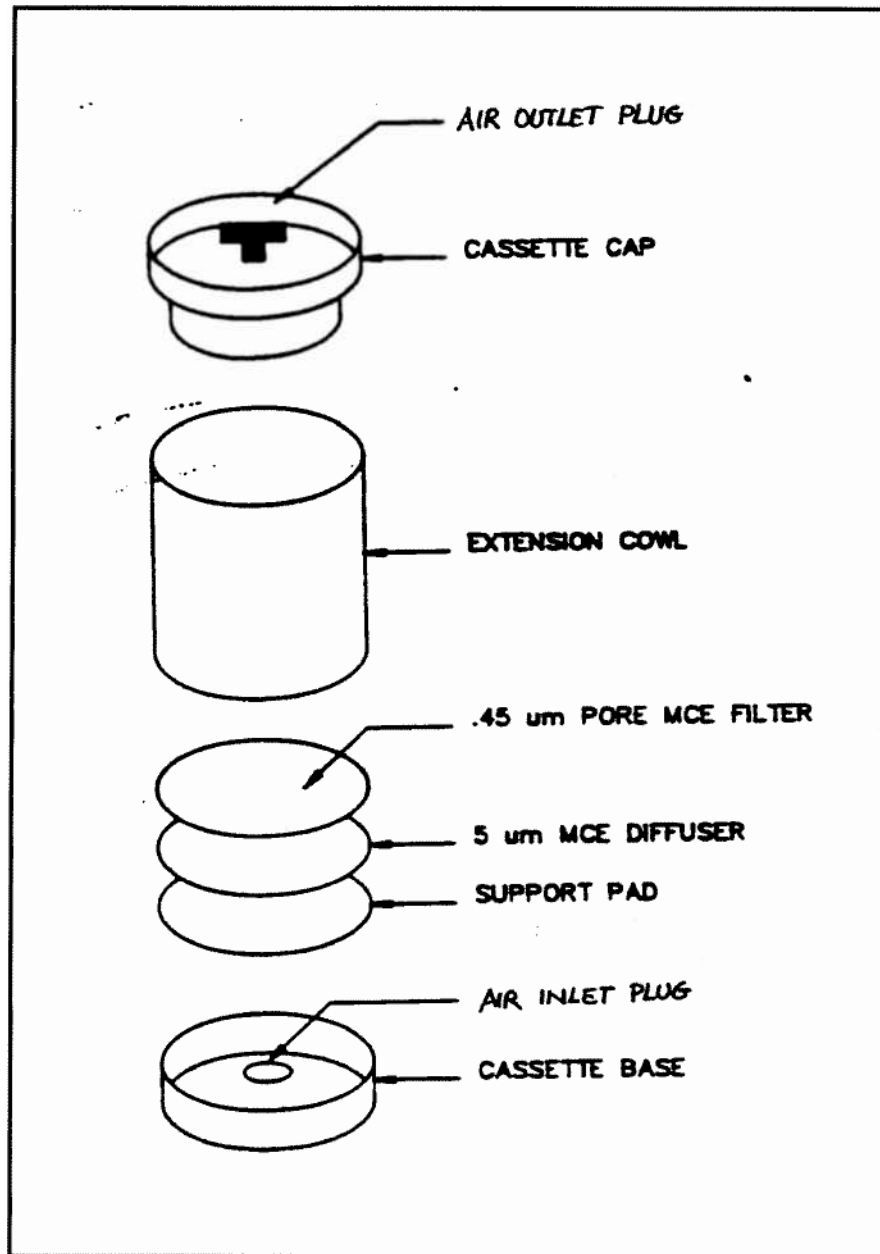 AIR OUTLET PLUG
CASSETTE CAP
EXTENSION COWL
.45 um PORE MCE FILTER
5 um MCE DIFFUSER
SUPPORT PAD
AIR INLET PLUG
CASSETTE BASE